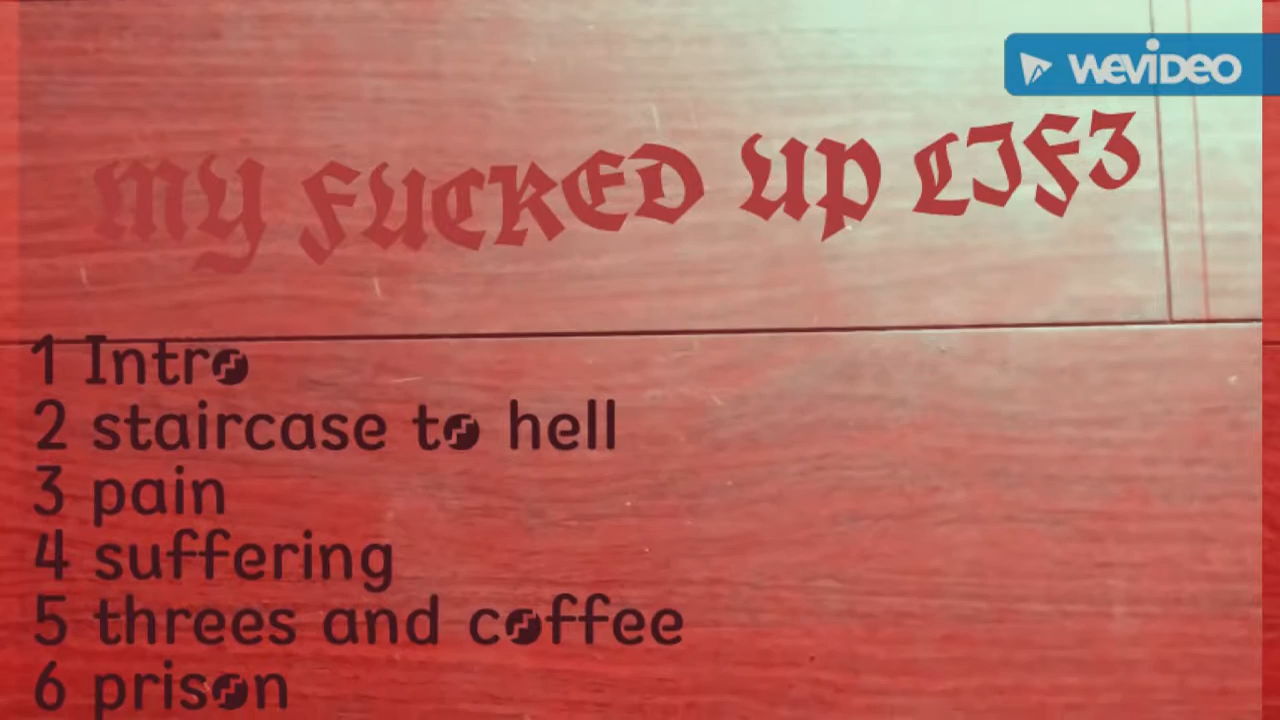 WEVIDEO
MY FUCKED UP LIF3
1 Intro
2 staircase to hell
3 pain
4 suffering
5 threes and coffee
6 prison